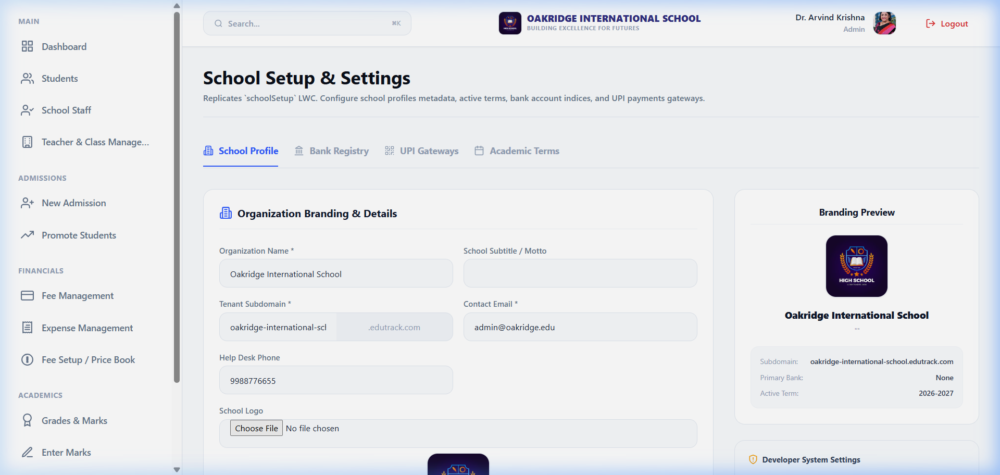 MAIN
Dashboard
Students
School Staff
Teacher & Class Manage...
ADMISSIONS
New Admission
Promote Students
FINANCIALS
Fee Management
Expense Management
Fee Setup / Price Book
ACADEMICS
Grades & Marks
Enter Marks
Search...
⌘K
OAKRIDGE INTERNATIONAL SCHOOL
BUILDING EXCELLENCE FOR FUTURES
Dr. Arvind Krishna
Admin
Logout
School Setup & Settings
Replicates `schoolSetup` LWC. Configure school profiles metadata, active terms, bank account indices, and UPI payments gateways.
School Profile
Bank Registry
UPI Gateways
Academic Terms
Organization Branding & Details
Organization Name *
Oakridge International School
School Subtitle / Motto
Tenant Subdomain *
oakridge-international-scl
.edutrack.com
Contact Email *
admin@oakridge.edu
Help Desk Phone
9988776655
School Logo
Choose File No file chosen
Branding Preview
HIGH SCHOOL
Oakridge International School
""
Subdomain: oakridge-international-school.edutrack.com
Primary Bank: None
Active Term: 2026-2027
Developer System Settings